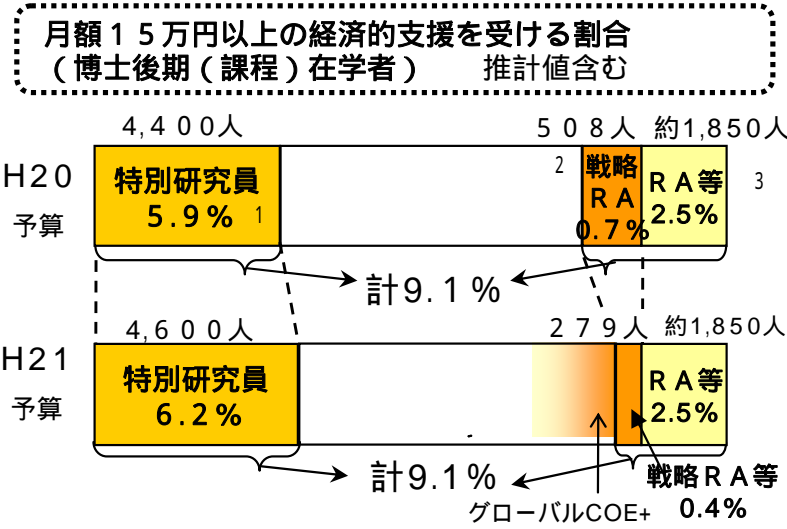 月額１５万円以上の経済的支援を受ける割合
（博士後期（課程）在学者）　推計値含む
4,４００人
５０８人 約1,850人
H20
予算
特別研究員
5.9% 1
2
戦略
ＲＡ
0.7%
ＲＡ等
2.5%
3
計9.1%
4,６００人
２７９人 約1,850人
H21
予算
特別研究員
6.2%
ＲＡ等
2.5%
計9.1%
戦略ＲＡ等
0.4%
グローバルCOE+